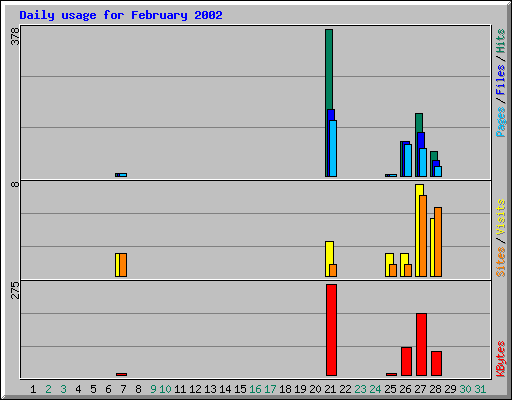 Daily usage for February 2002
378
Pages / Files / Hits
8
Sites / Visits
275
KBytes
1 2 3 4 5 6 7 8 9 10 11 12 13 14 15 16 17 18 19 20 21 22 23 24 25 26 27 28 29 30 31